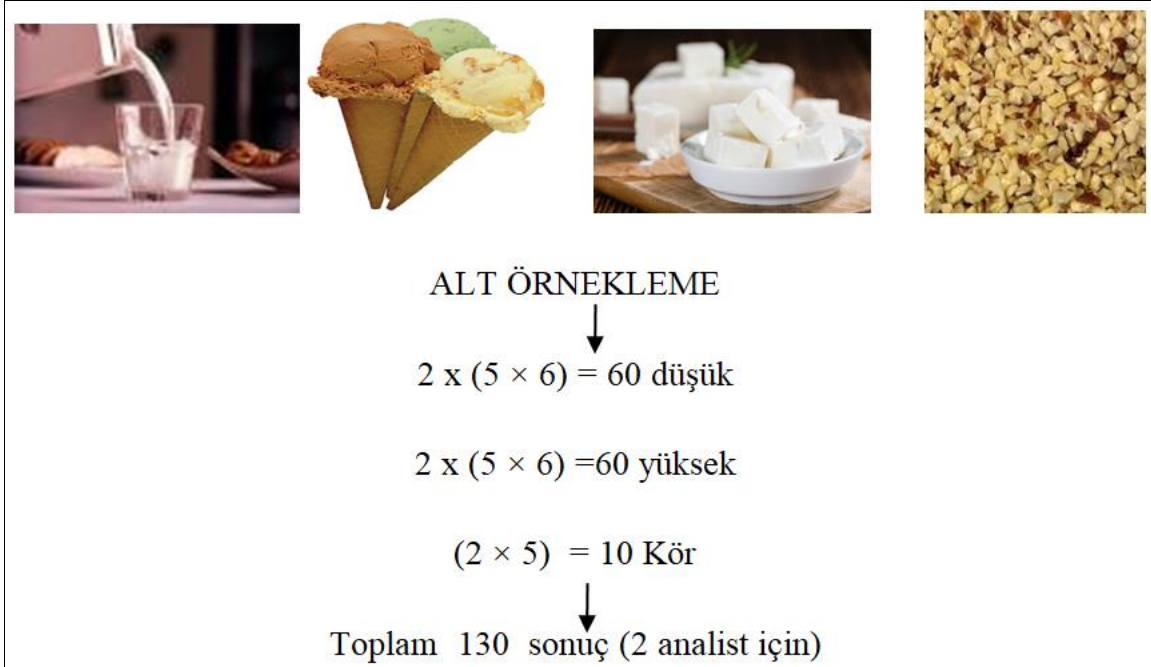 ALT ÖRNEKLEME
2 x (5 × 6) = 60 düşük
2 x (5 × 6) =60 yüksek
(2 × 5) = 10 Kör
Toplam 130 sonuç (2 analist için)